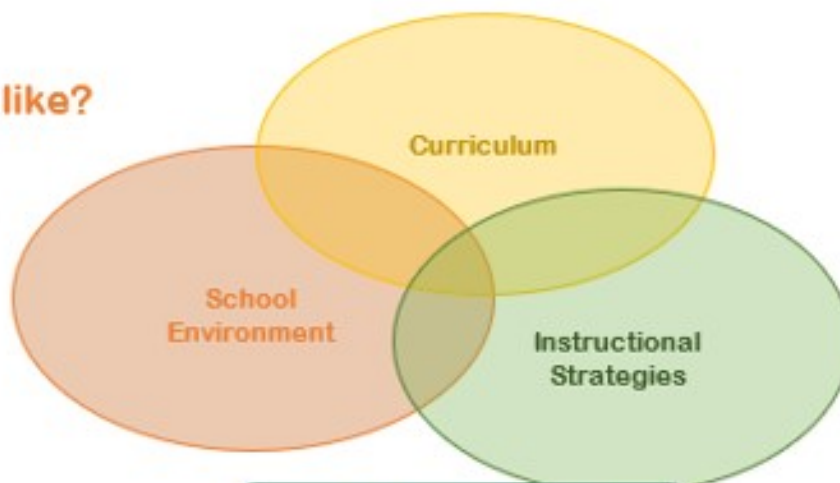 like?
Curriculum
School
Environment
Instructional
Strategies